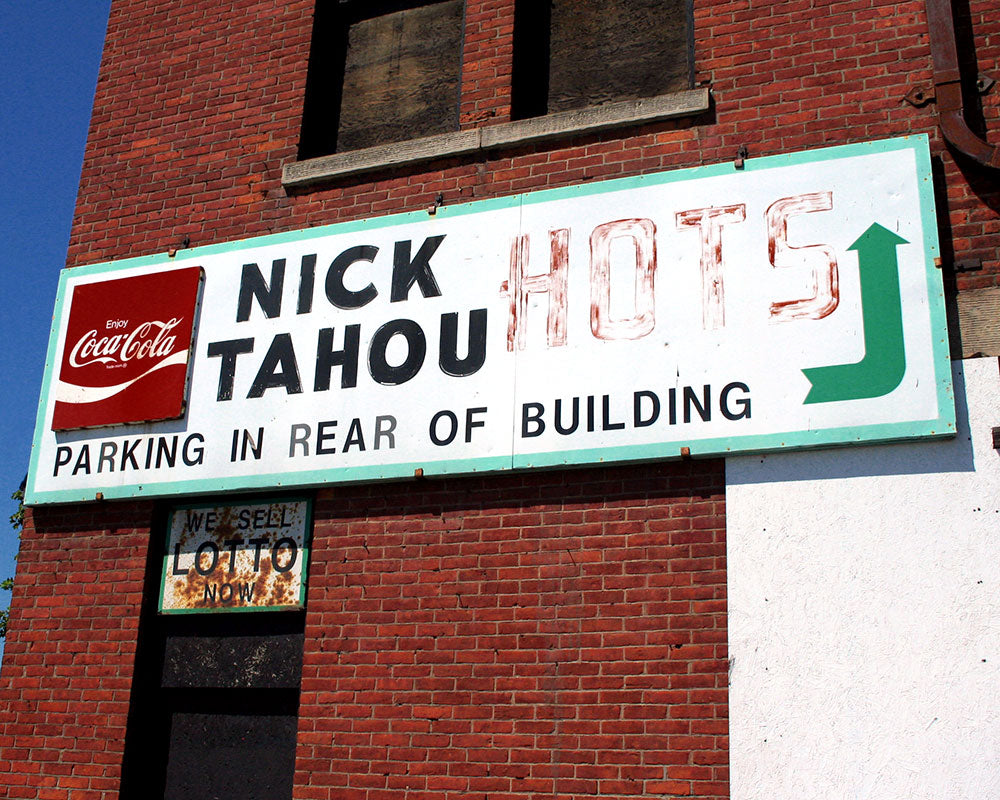 Enjoy
Coca-Cola
NICK
TAHOU HOTS
PARKING IN REAR OF BUILDING
WE SELL
LOTTO
NOW